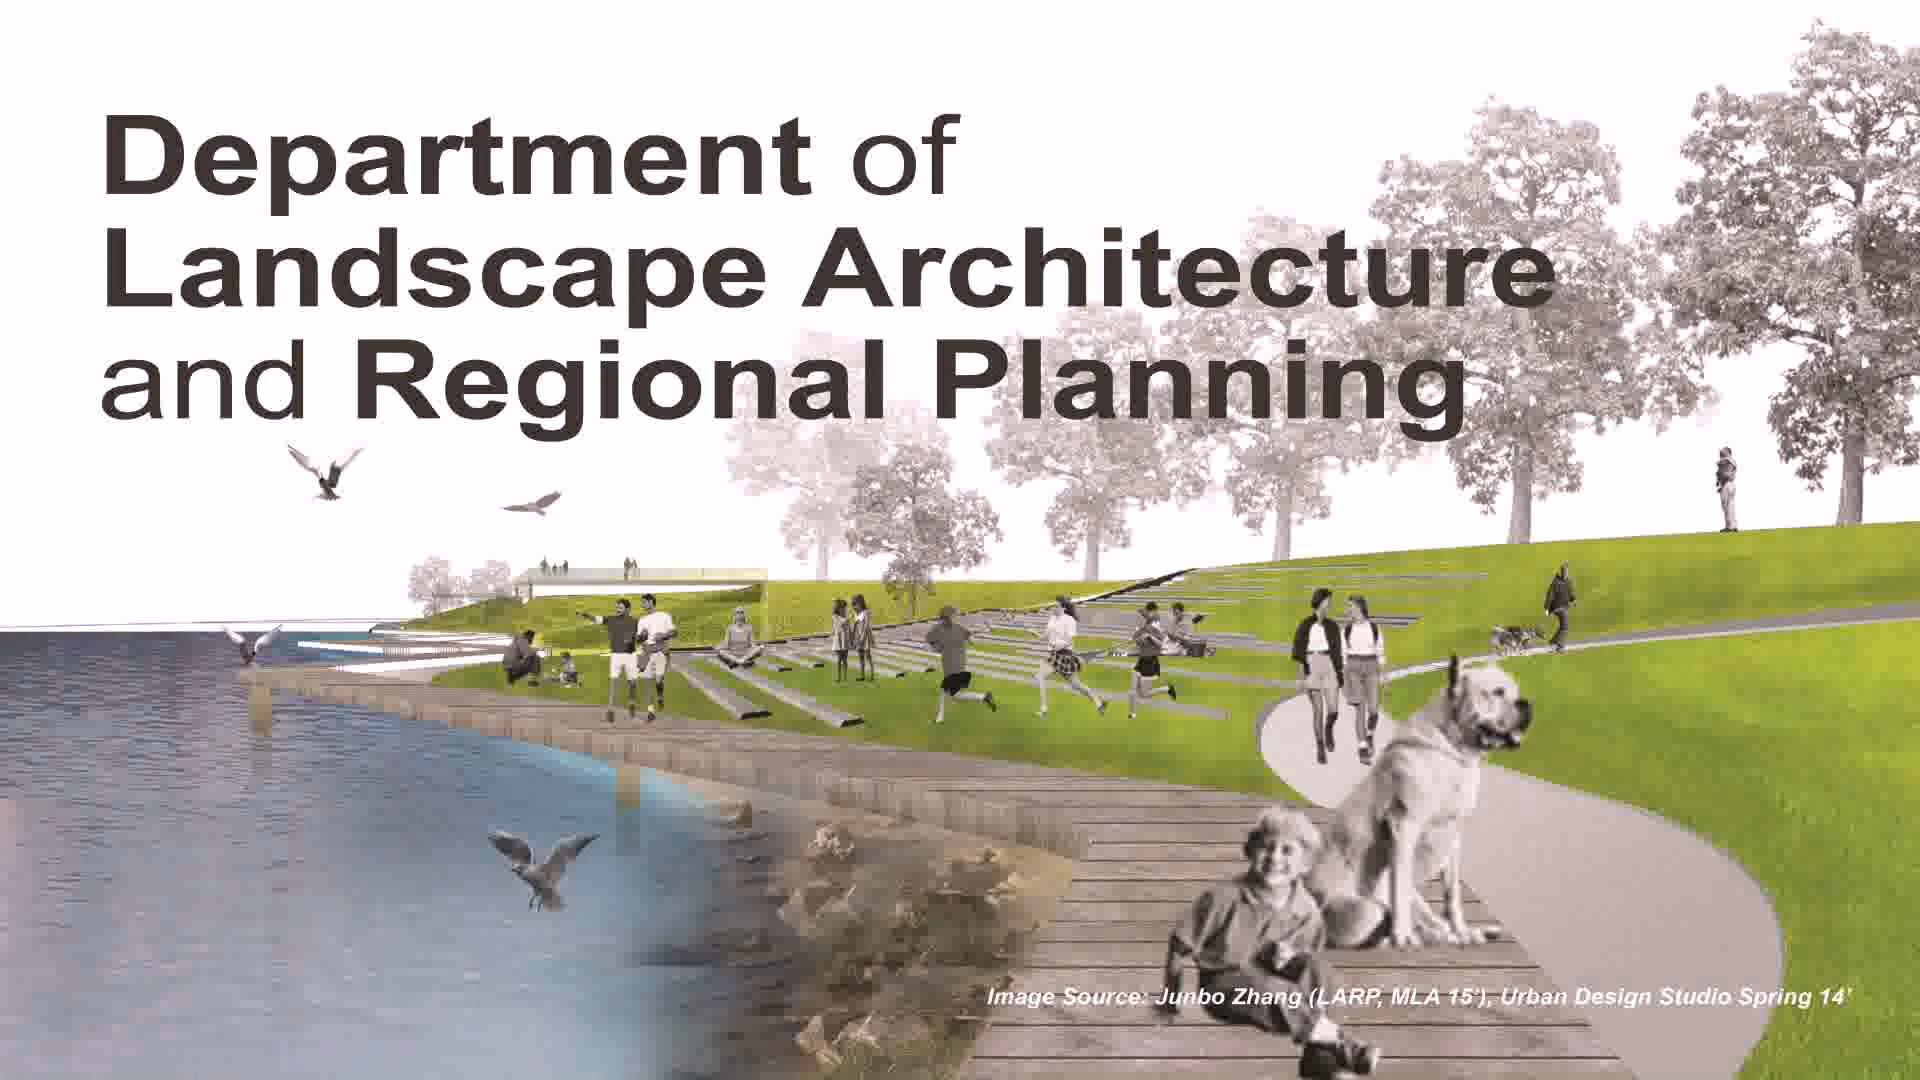 Department of
Landscape Architecture
and Regional Planning
Image Source: Junbo Zhang (LARP, MLA 15'), Urban Design Studio Spring 14'